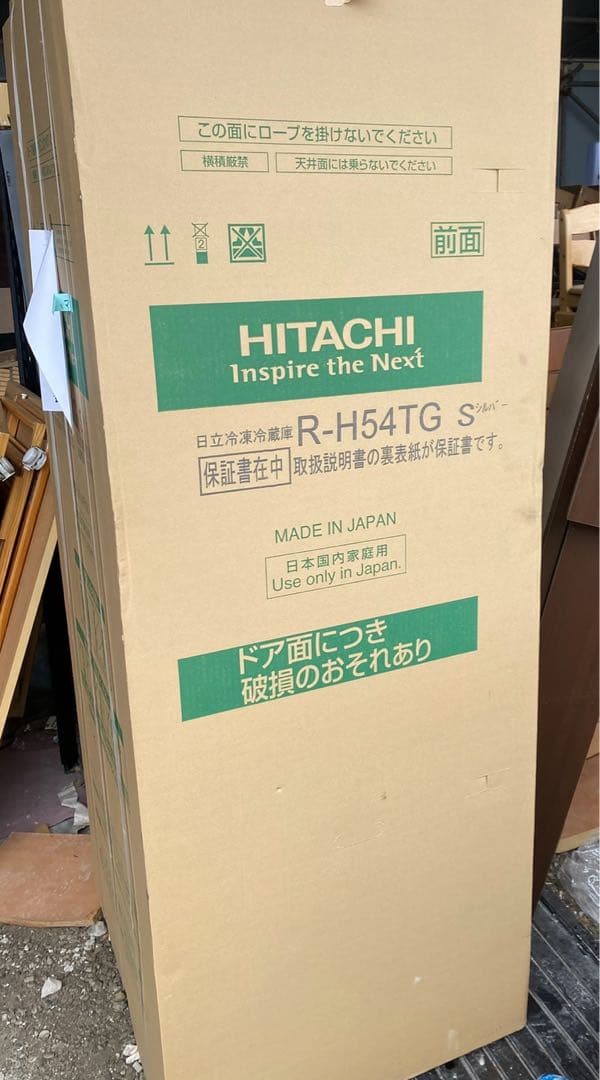 この面にロープを掛けないでください
横積厳禁
天井面には乗らないでください
2
前面
HITACHI
Inspire the Next
日立冷凍冷蔵庫 R-H54TG S シルバー
保証書在中 取扱説明書の裏表紙が保証書です。
MADE IN JAPAN
日本国内家庭用
Use only in Japan.
ドア面につき
破損のおそれあり